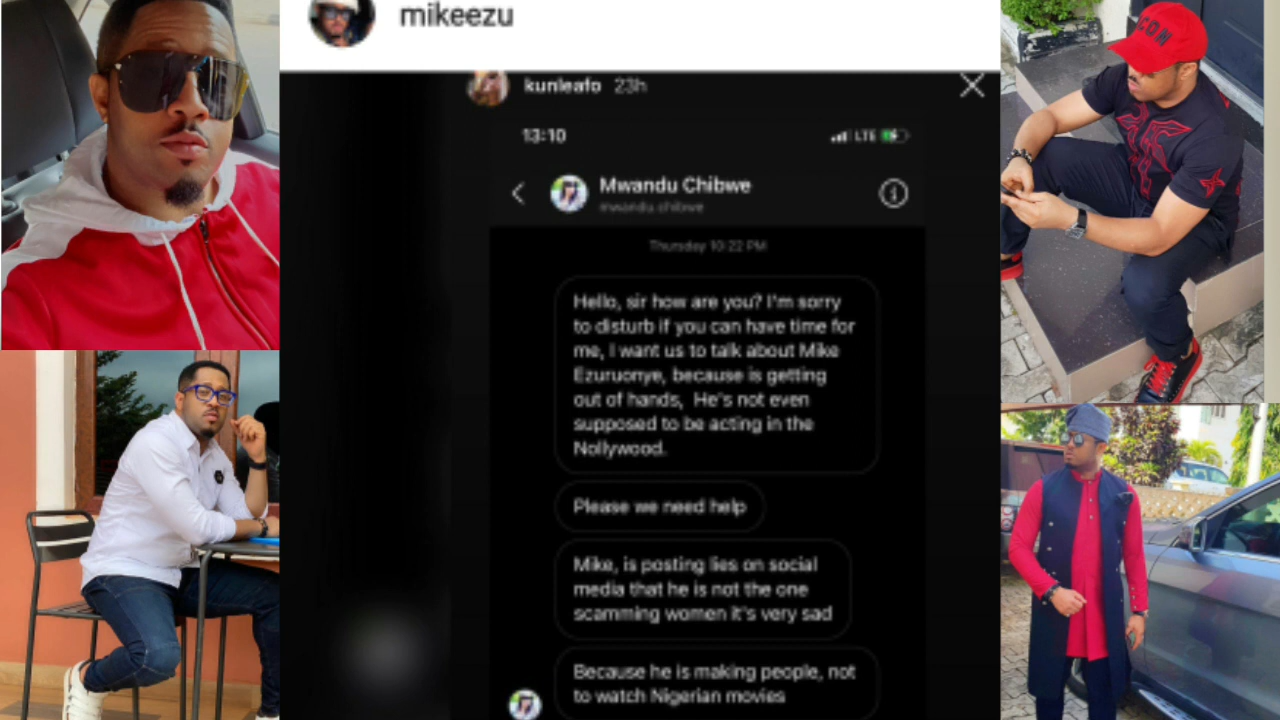 mikeezu
kunleafo 23h
13:10
LTE
Mwandu Chibwe
mwandu.chibwe
Thursday 10:22 PM
Hello, sir how are you? I'm sorry
to disturb if you can have time for
me, I want us to talk about Mike
Ezuruonye, because is getting
out of hands, He's not even
supposed to be acting in the
Nollywood.
Please we need help
Mike, is posting lies on social
media that he is not the one
scamming women it's very sad
Because he is making people, not
to watch Nigerian movies
ICON